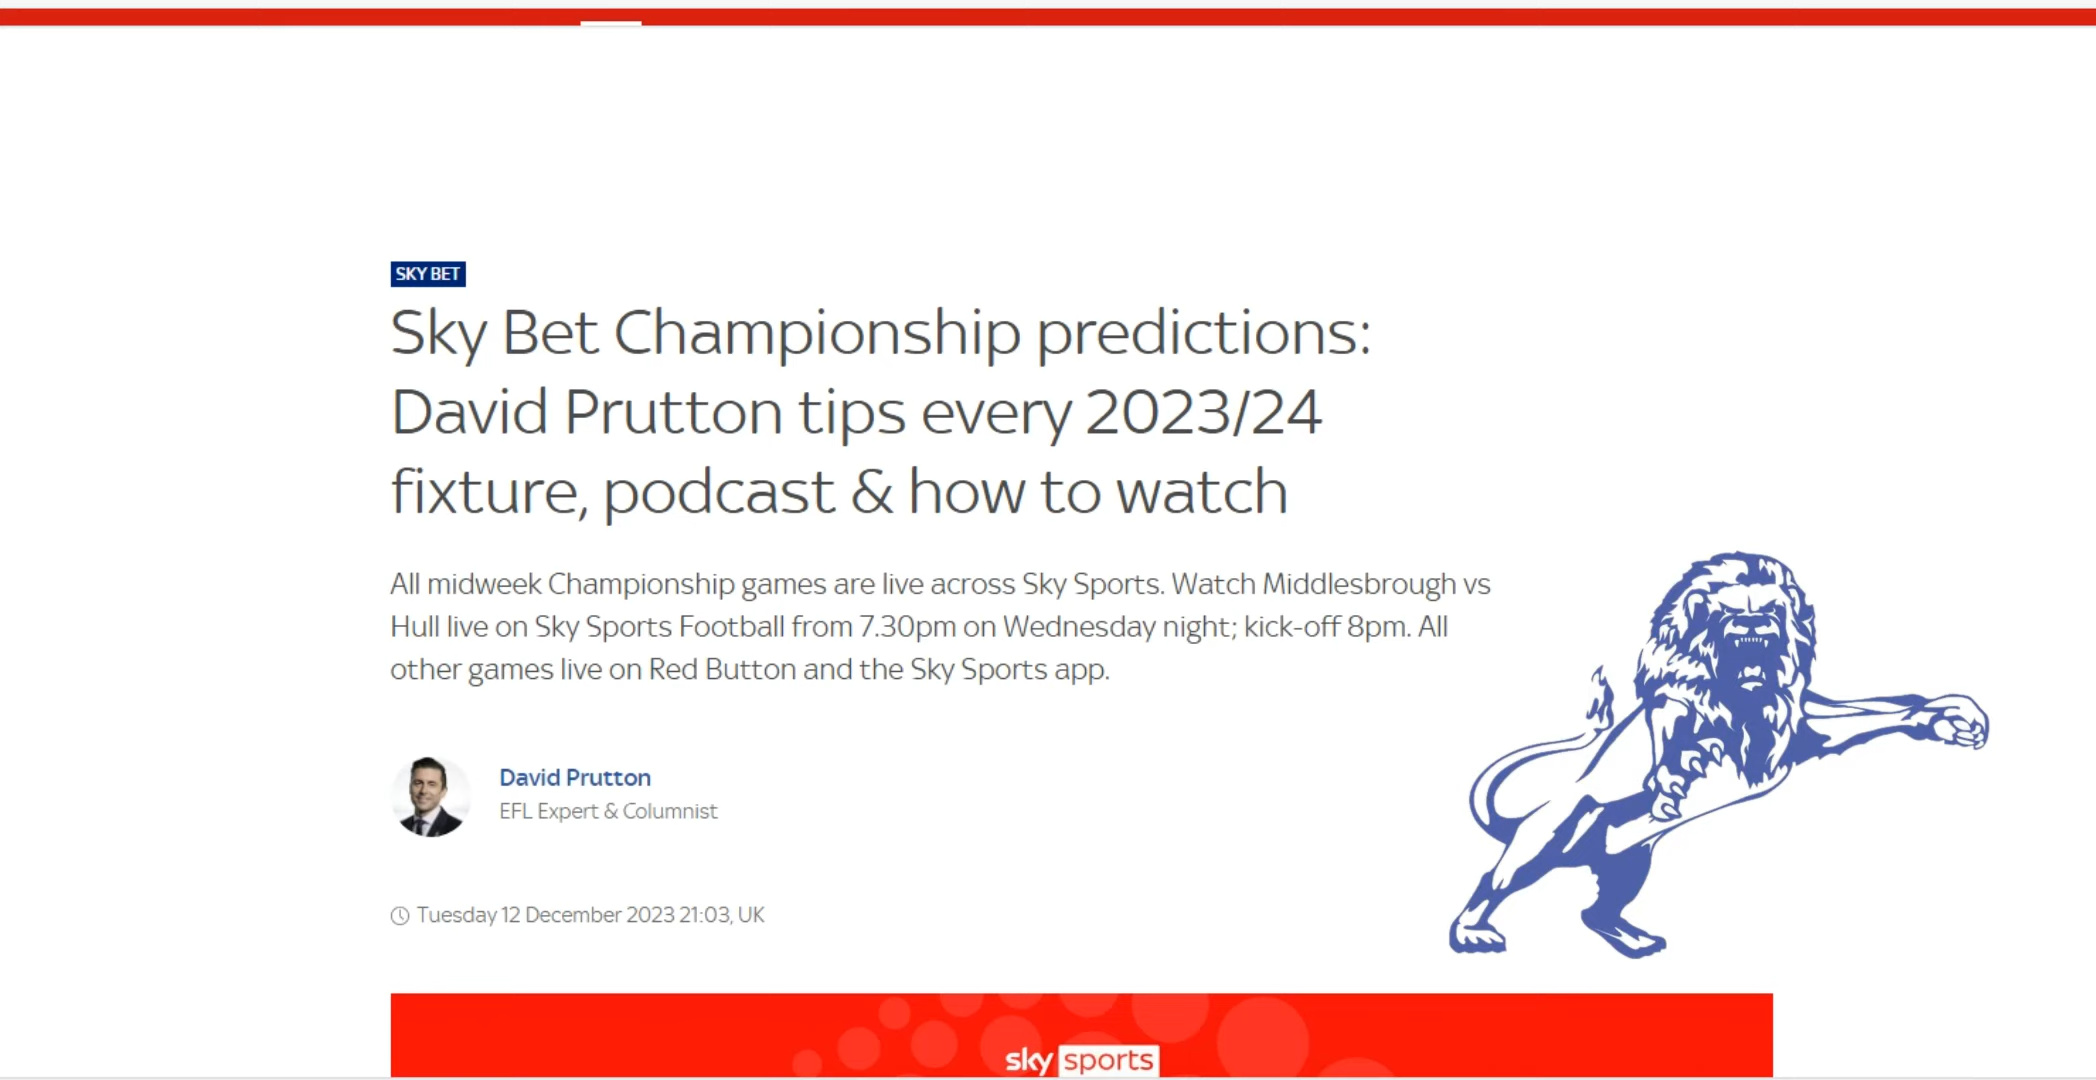 SKY BET
Sky Bet Championship predictions:
David Prutton tips every 2023/24
fixture, podcast & how to watch
All midweek Championship games are live across Sky Sports. Watch Middlesbrough vs
Hull live on Sky Sports Football from 7.30pm on Wednesday night; kick-off 8pm. All
other games live on Red Button and the Sky Sports app.
David Prutton
EFL Expert & Columnist
Tuesday 12 December 2023 21:03, UK
sky sports